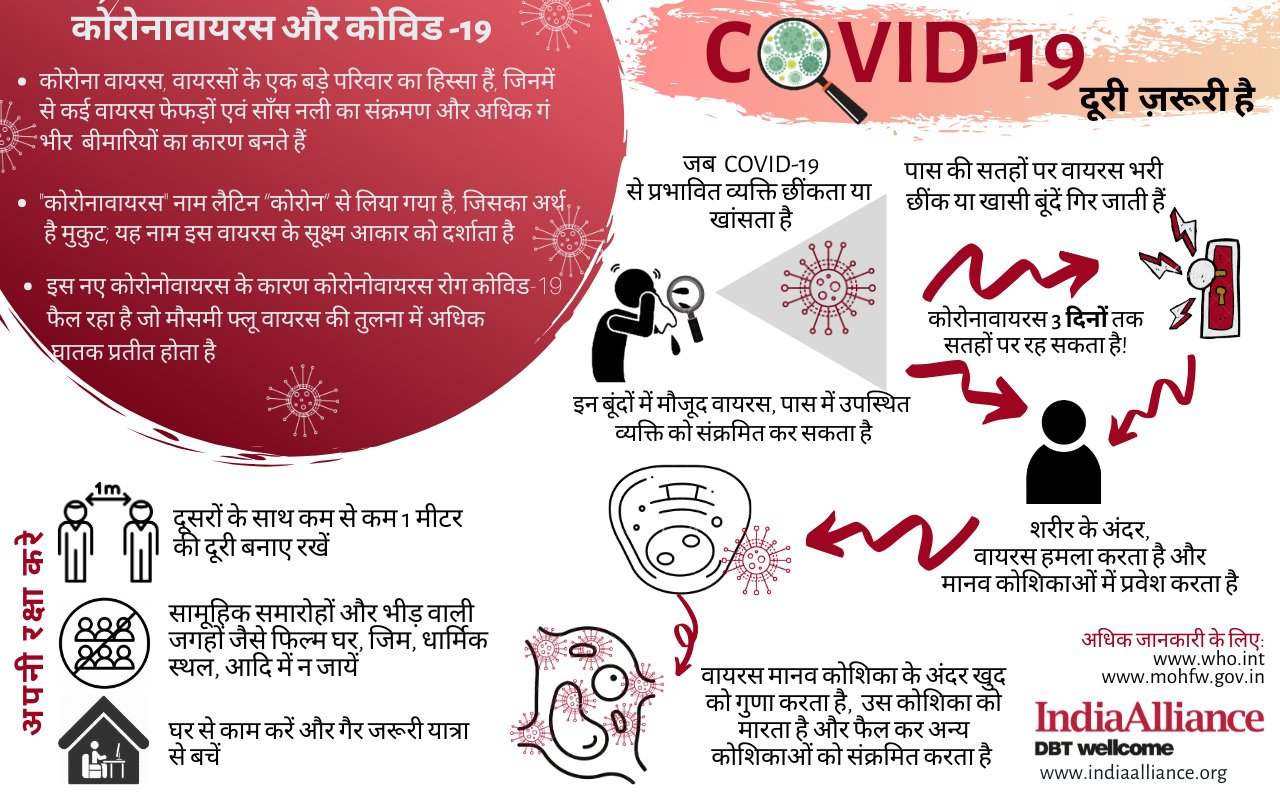 कोरोनावायरस और कोविड -19
कोरोना वायरस, वायरसों के एक बड़े परिवार का हिस्सा हैं, जिनमें
से कई वायरस फेफड़ों एवं साँस नली का संक्रमण और अधिक गं
भीर बीमारियों का कारण बनते हैं
"कोरोनावायरस" नाम लैटिन "कोरोन" से लिया गया है, जिसका अर्थ
है मुकुट, यह नाम इस वायरस के सूक्ष्म आकार को दर्शाता है
इस नए कोरोनोवायरस के कारण कोरोनोवायरस रोग कोविड-19
फैल रहा है जो मौसमी फ्लू वायरस की तुलना में अधिक
घातक प्रतीत होता है
COVID-19
दूरी ज़रूरी है
जब COVID-19
से प्रभावित व्यक्ति छींकता या
खांसता है
पास की सतहों पर वायरस भरी
छींक या खासी बूंदें गिर जाती हैं
कोरोनावायरस 3 दिनों तक
सतहों पर रह सकता है!
इन बूंदों में मौजूद वायरस, पास में उपस्थित
व्यक्ति को संक्रमित कर सकता है
शरीर के अंदर,
वायरस हमला करता है और
मानव कोशिकाओं में प्रवेश करता है
वायरस मानव कोशिका के अंदर खुद
को गुणा करता है, उस कोशिका को
मारता है और फैल कर अन्य
कोशिकाओं को संक्रमित करता है
अपनी रक्षा करे
1m
दूसरों के साथ कम से कम 1 मीटर
की दूरी बनाए रखें
सामूहिक समारोहों और भीड़ वाली
जगहों जैसे फिल्म घर, जिम, धार्मिक
स्थल, आदि में न जायें
घर से काम करें और गैर जरूरी यात्रा
से बचें
अधिक जानकारी के लिए:
www.who.int
www.mohfw.gov.in
IndiaAlliance
DBT wellcome
www.indiaalliance.org